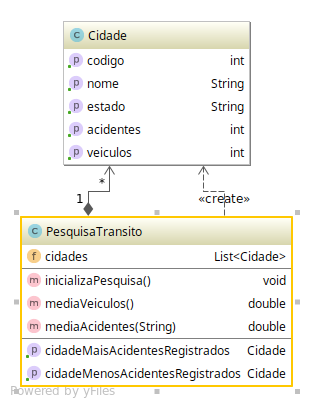 C Cidade
p codigo int
p nome String
p estado String
p acidentes int
p veiculos int
*
1 «create»
C PesquisaTransito
f cidades List<Cidade>
m inicializaPesquisa() void
m mediaVeiculos() double
m mediaAcidentes(String) double
p cidadeMaisAcidentesRegistrados Cidade
p cidadeMenosAcidentesRegistrados Cidade
Powered by yFiles